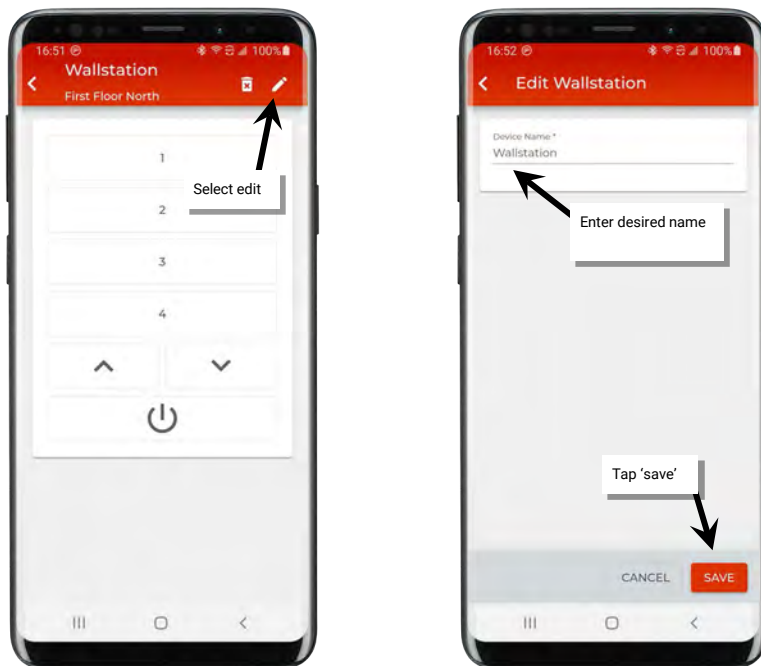 16:51 100%
Wallstation
First Floor North
1
Select edit
2
3
4
16:52 100%
Edit Wallstation
Device Name *
Wallstation
Enter desired name
Tap ‘save’
CANCEL SAVE